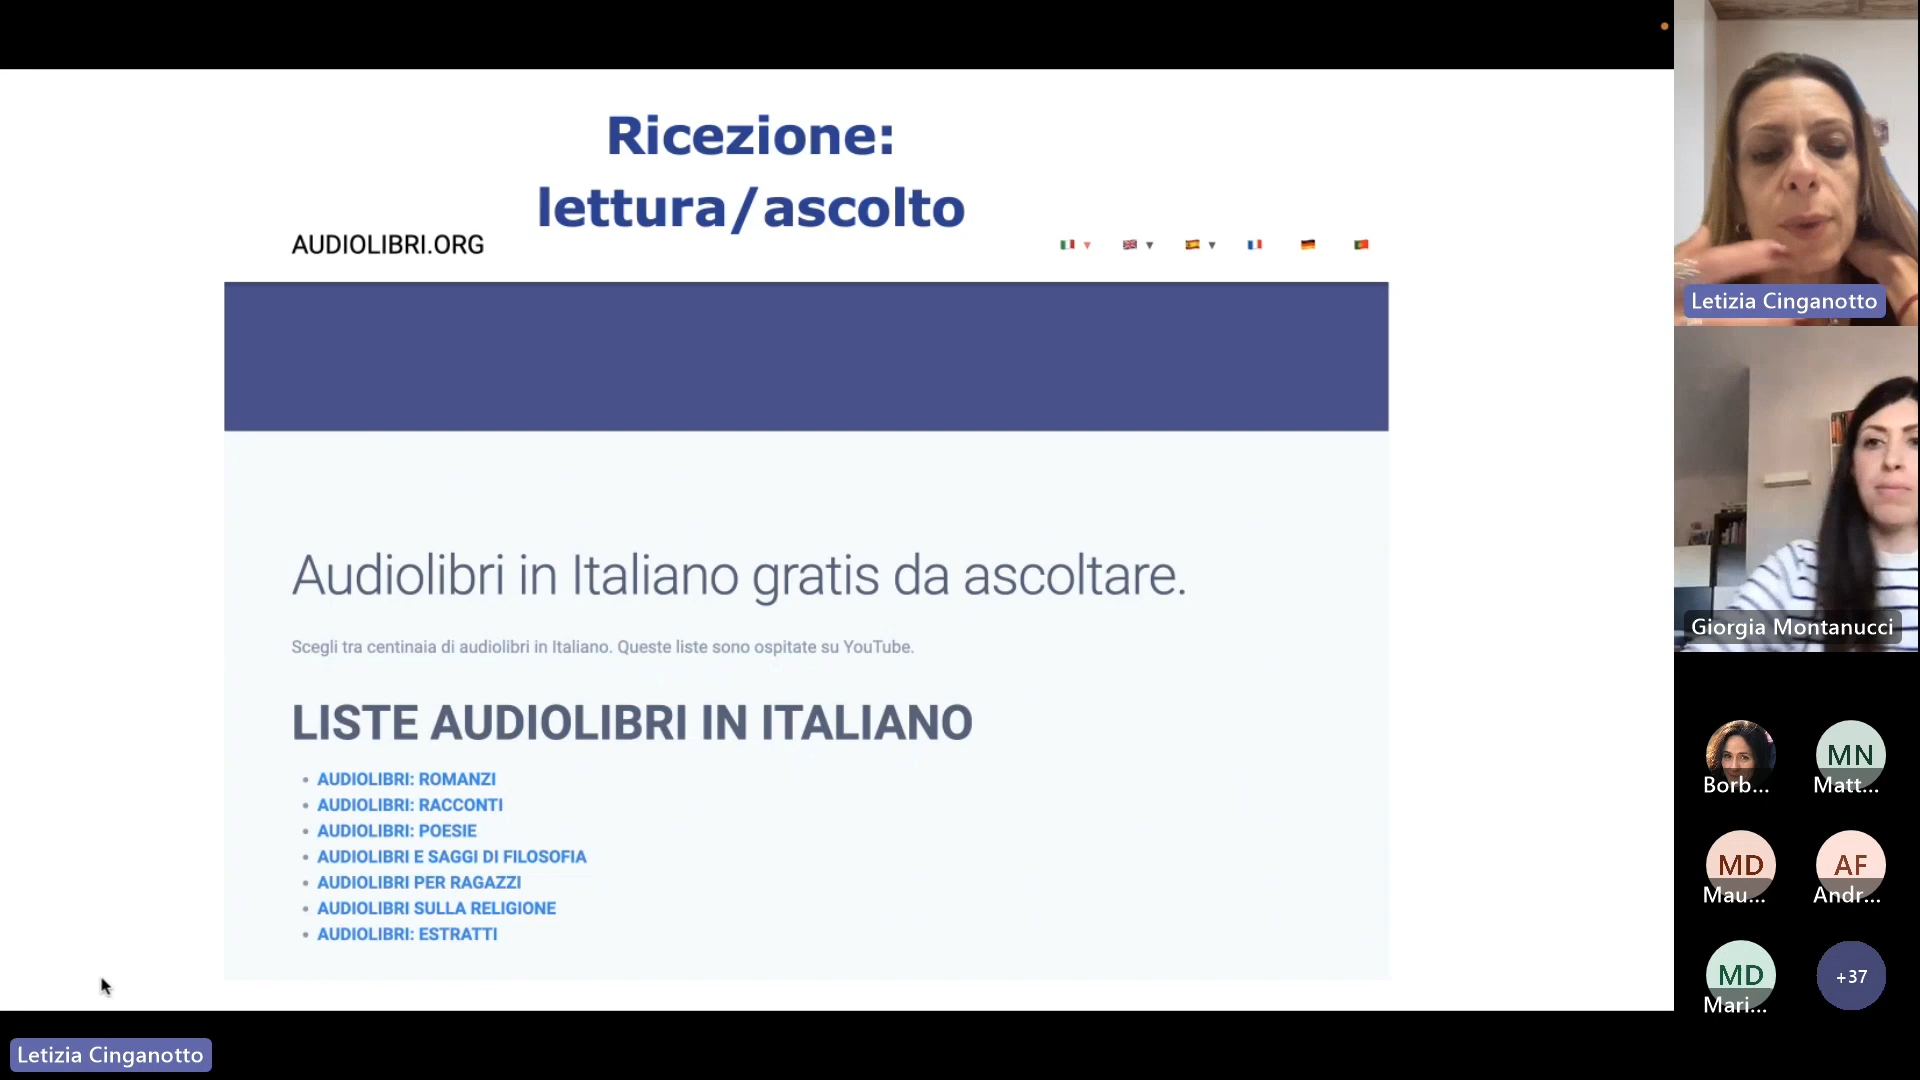 Ricezione:
lettura/ascolto
AUDIOLIBRI.ORG
Audiolibri in Italiano gratis da ascoltare.
Scegli tra centinaia di audiolibri in Italiano. Queste liste sono ospitate su YouTube.
LISTE AUDIOLIBRI IN ITALIANO
AUDIOLIBRI: ROMANZI
AUDIOLIBRI: RACCONTI
AUDIOLIBRI: POESIE
AUDIOLIBRI E SAGGI DI FILOSOFIA
AUDIOLIBRI PER RAGAZZI
AUDIOLIBRI SULLA RELIGIONE
AUDIOLIBRI: ESTRATTI
Letizia Cinganotto
Letizia Cinganotto
Giorgia Montanucci
Borb...
MN
Matt...
MD
Mau...
AF
Andr...
MD
Mari...
+37